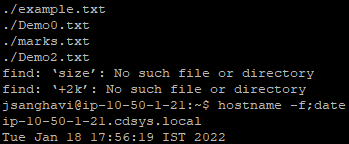 ./example.txt
./Demo0.txt
./marks.txt
./Demo2.txt
find: ‘size’: No such file or directory
find: ‘+2k’: No such file or directory
jsanghavi@ip-10-50-1-21:~$ hostname -f;date
ip-10-50-1-21.cdsys.local
Tue Jan 18 17:56:19 IST 2022